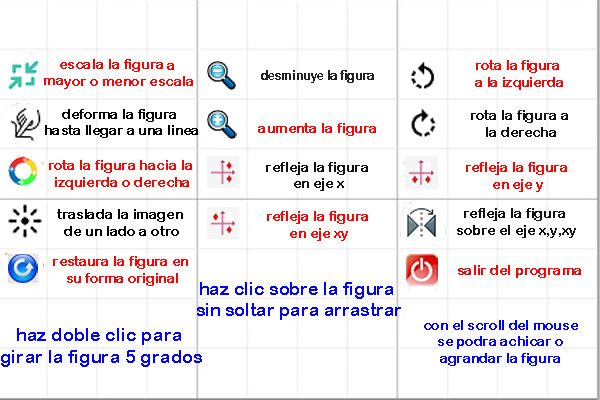 escala la figura a
mayor o menor escala
deforma la figura
hasta llegar a una linea
rota la figura hacia la
izquierda o derecha
traslada la imagen
de un lado a otro
restaura la figura en
su forma original
haz doble clic para
girar la figura 5 grados
desminuye la figura
aumenta la figura
refleja la figura
en eje x
refleja la figura
en eje xy
haz clic sobre la figura
sin soltar para arrastrar
rota la figura
a la izquierda
rota la figura a
la derecha
refleja la figura
en eje y
refleja la figura
sobre el eje x,y,xy
salir del programa
con el scroll del mouse
se podra achicar o
agrandar la figura